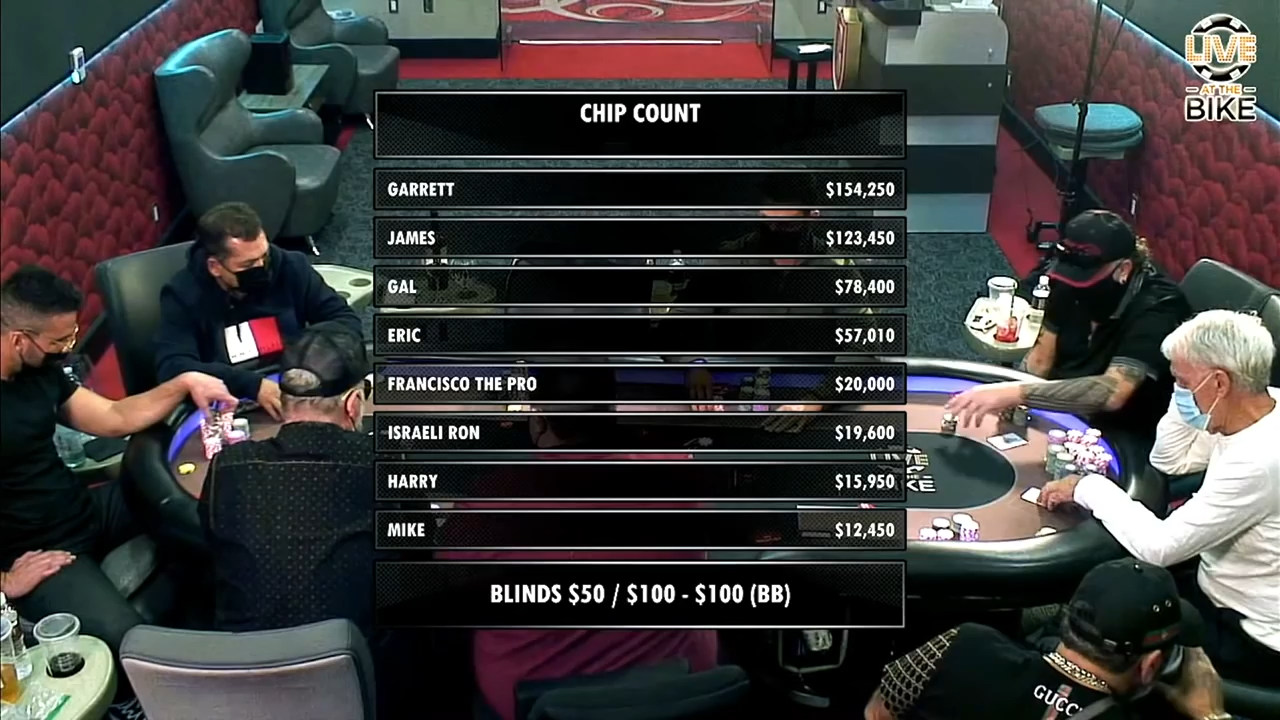 LIVE
AT THE
BIKE
CHIP COUNT
GARRETT $154,250
JAMES $123,450
GAL $78,400
ERIC $57,010
FRANCISCO THE PRO $20,000
ISRAELI RON $19,600
HARRY $15,950
MIKE $12,450
BLINDS $50 / $100 - $100 (BB)
LIVE
BIKE
GUCCI